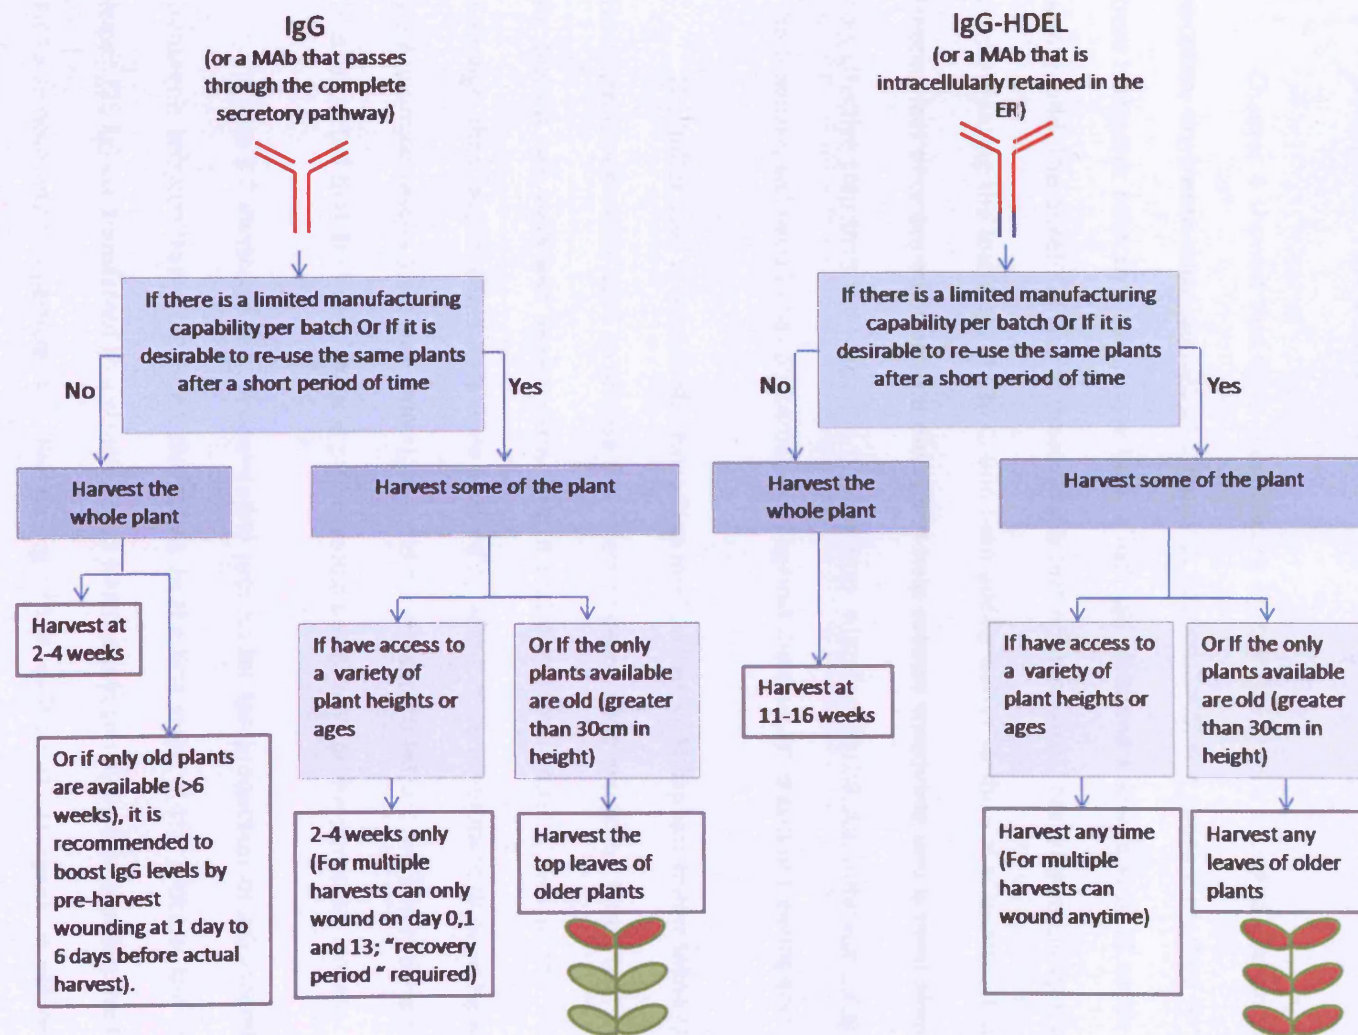 IgG
(or a MAb that passes
through the complete
secretory pathway)
If there is a limited manufacturing
capability per batch Or If it is
desirable to re-use the same plants
after a short period of time
No
Yes
Harvest the
whole plant
Harvest some of the plant
Harvest at
2-4 weeks
Or if only old plants
are available (>6
weeks), it is
recommended to
boost IgG levels by
pre-harvest
wounding at 1 day to
6 days before actual
harvest).
If have access to
a variety of
plant heights or
ages
Or If the only
plants available
are old (greater
than 30cm in
height)
2-4 weeks only
(For multiple
harvests can only
wound on day 0,1
and 13; "recovery
period " required)
Harvest the
top leaves of
older plants
IgG-HDEL
(or a MAb that is
intracellularly retained in the
ER)
If there is a limited manufacturing
capability per batch Or If it is
desirable to re-use the same plants
after a short period of time
No
Yes
Harvest the
whole plant
Harvest some of the plant
Harvest at
11-16 weeks
If have access to
a variety of
plant heights or
ages
Or If the only
plants available
are old (greater
than 30cm in
height)
Harvest any time
(For multiple
harvests can
wound anytime)
Harvest any
leaves of older
plants